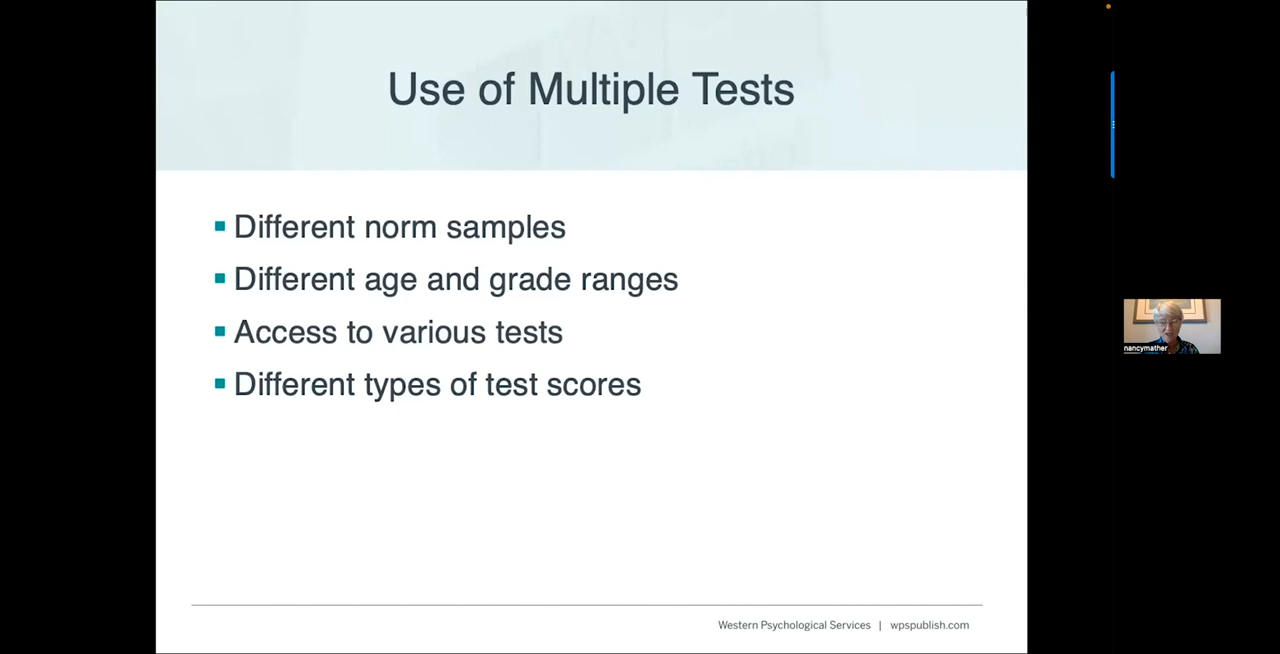 Use of Multiple Tests
Different norm samples
Different age and grade ranges
Access to various tests
Different types of test scores
Western Psychological Services | wpspublish.com
nancymather